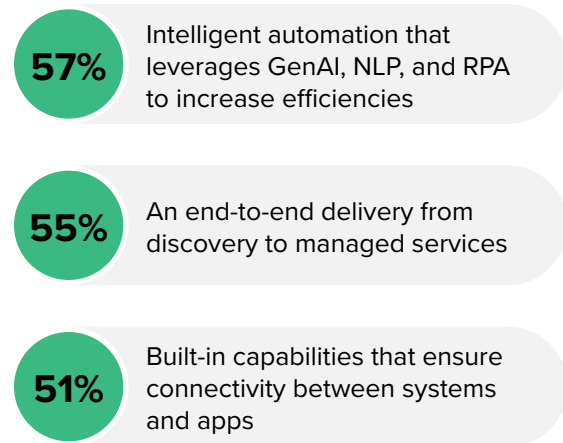 57%
Intelligent automation that
leverages GenAI, NLP, and RPA
to increase efficiencies
55%
An end-to-end delivery from
discovery to managed services
51%
Built-in capabilities that ensure
connectivity between systems
and apps